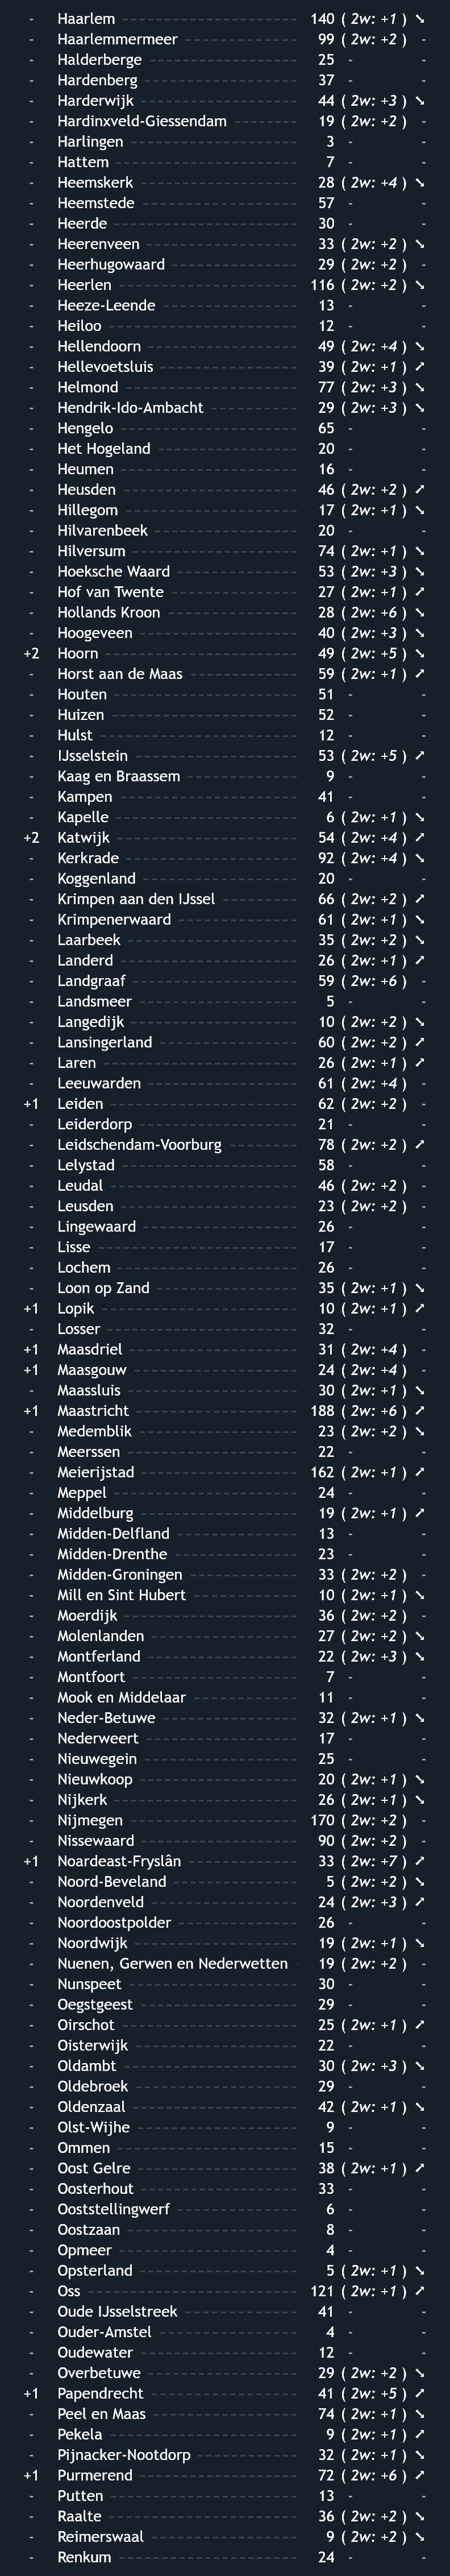 - Haarlem 140 ( 2w: +1 ) ↘
- Haarlemmermeer 99 ( 2w: +2 ) -
- Halderberge 25 - -
- Hardenberg 37 - -
- Harderwijk 44 ( 2w: +3 ) ↘
- Hardinxveld-Giessendam 19 ( 2w: +2 ) -
- Harlingen 3 - -
- Hattem 7 - -
- Heemskerk 28 ( 2w: +4 ) ↘
- Heemstede 57 - -
- Heerde 30 - -
- Heerenveen 33 ( 2w: +2 ) ↘
- Heerhugowaard 29 ( 2w: +2 ) -
- Heerlen 116 ( 2w: +2 ) ↘
- Heeze-Leende 13 - -
- Heiloo 12 - -
- Hellendoorn 49 ( 2w: +4 ) ↘
- Hellevoetsluis 39 ( 2w: +1 ) ↗
- Helmond 77 ( 2w: +3 ) ↘
- Hendrik-Ido-Ambacht 29 ( 2w: +3 ) ↘
- Hengelo 65 - -
- Het Hogeland 20 - -
- Heumen 16 - -
- Heusden 46 ( 2w: +2 ) ↗
- Hillegom 17 ( 2w: +1 ) ↘
- Hilvarenbeek 20 - -
- Hilversum 74 ( 2w: +1 ) ↘
- Hoeksche Waard 53 ( 2w: +3 ) ↘
- Hof van Twente 27 ( 2w: +1 ) ↗
- Hollands Kroon 28 ( 2w: +6 ) ↘
- Hoogeveen 40 ( 2w: +3 ) ↘
+2 Hoorn 49 ( 2w: +5 ) ↘
- Horst aan de Maas 59 ( 2w: +1 ) ↗
- Houten 51 - -
- Huizen 52 - -
- Hulst 12 - -
- IJsselstein 53 ( 2w: +5 ) ↗
- Kaag en Braassem 9 - -
- Kampen 41 - -
- Kapelle 6 ( 2w: +1 ) ↘
+2 Katwijk 54 ( 2w: +4 ) ↗
- Kerkrade 92 ( 2w: +4 ) ↘
- Koggenland 20 - -
- Krimpen aan den IJssel 66 ( 2w: +2 ) ↗
- Krimpenerwaard 61 ( 2w: +1 ) ↘
- Laarbeek 35 ( 2w: +2 ) ↘
- Landerd 26 ( 2w: +1 ) ↗
- Landgraaf 59 ( 2w: +6 ) -
- Landsmeer 5 - -
- Langedijk 10 ( 2w: +2 ) ↘
- Lansingerland 60 ( 2w: +2 ) ↗
- Laren 26 ( 2w: +1 ) ↗
- Leeuwarden 61 ( 2w: +4 ) -
+1 Leiden 62 ( 2w: +2 ) -
- Leiderdorp 21 - -
- Leidschendam-Voorburg 78 ( 2w: +2 ) ↗
- Lelystad 58 - -
- Leudal 46 ( 2w: +2 ) -
- Leusden 23 ( 2w: +2 ) -
- Lingewaard 26 - -
- Lisse 17 - -
- Lochem 26 - -
- Loon op Zand 35 ( 2w: +1 ) ↘
+1 Lopik 10 ( 2w: +1 ) ↗
- Losser 32 - -
+1 Maasdriel 31 ( 2w: +4 ) -
+1 Maasgouw 24 ( 2w: +4 ) -
- Maassluis 30 ( 2w: +1 ) ↘
+1 Maastricht 188 ( 2w: +6 ) ↗
- Medemblik 23 ( 2w: +2 ) ↘
- Meerssen 22 - -
- Meierijstad 162 ( 2w: +1 ) ↗
- Meppel 24 - -
- Middelburg 19 ( 2w: +1 ) ↗
- Midden-Delfland 13 - -
- Midden-Drenthe 23 - -
- Midden-Groningen 33 ( 2w: +2 ) -
- Mill en Sint Hubert 10 ( 2w: +1 ) ↘
- Moerdijk 36 ( 2w: +2 ) -
- Molenlanden 27 ( 2w: +2 ) ↘
- Montferland 22 ( 2w: +3 ) ↘
- Montfoort 7 - -
- Mook en Middelaar 11 - -
- Neder-Betuwe 32 ( 2w: +1 ) ↘
- Nederweert 17 - -
- Nieuwegein 25 - -
- Nieuwkoop 20 ( 2w: +1 ) ↘
- Nijkerk 26 ( 2w: +1 ) ↘
- Nijmegen 170 ( 2w: +2 ) -
- Nissewaard 90 ( 2w: +2 ) -
+1 Noardeast-Fryslân 33 ( 2w: +7 ) ↗
- Noord-Beveland 5 ( 2w: +2 ) ↘
- Noordenveld 24 ( 2w: +3 ) ↗
- Noordoostpolder 26 - -
- Noordwijk 19 ( 2w: +1 ) ↘
- Nuenen, Gerwen en Nederwetten 19 ( 2w: +2 ) -
- Nunspeet 30 - -
- Oegstgeest 29 - -
- Oirschot 25 ( 2w: +1 ) ↗
- Oisterwijk 22 - -
- Oldambt 30 ( 2w: +3 ) ↘
- Oldebroek 29 - -
- Oldenzaal 42 ( 2w: +1 ) ↘
- Olst-Wijhe 9 - -
- Ommen 15 - -
- Oost Gelre 38 ( 2w: +1 ) ↗
- Oosterhout 33 - -
- Ooststellingwerf 6 - -
- Oostzaan 8 - -
- Opmeer 4 - -
- Opsterland 5 ( 2w: +1 ) ↘
- Oss 121 ( 2w: +1 ) ↗
- Oude IJsselstreek 41 - -
- Ouder-Amstel 4 - -
- Oudewater 12 - -
- Overbetuwe 29 ( 2w: +2 ) ↘
+1 Papendrecht 41 ( 2w: +5 ) ↗
- Peel en Maas 74 ( 2w: +1 ) ↘
- Pekela 9 ( 2w: +1 ) ↗
- Pijnacker-Nootdorp 32 ( 2w: +1 ) ↘
+1 Purmerend 72 ( 2w: +6 ) ↗
- Putten 13 - -
- Raalte 36 ( 2w: +2 ) ↘
- Reimerswaal 9 ( 2w: +2 ) ↘
- Renkum 24 - -